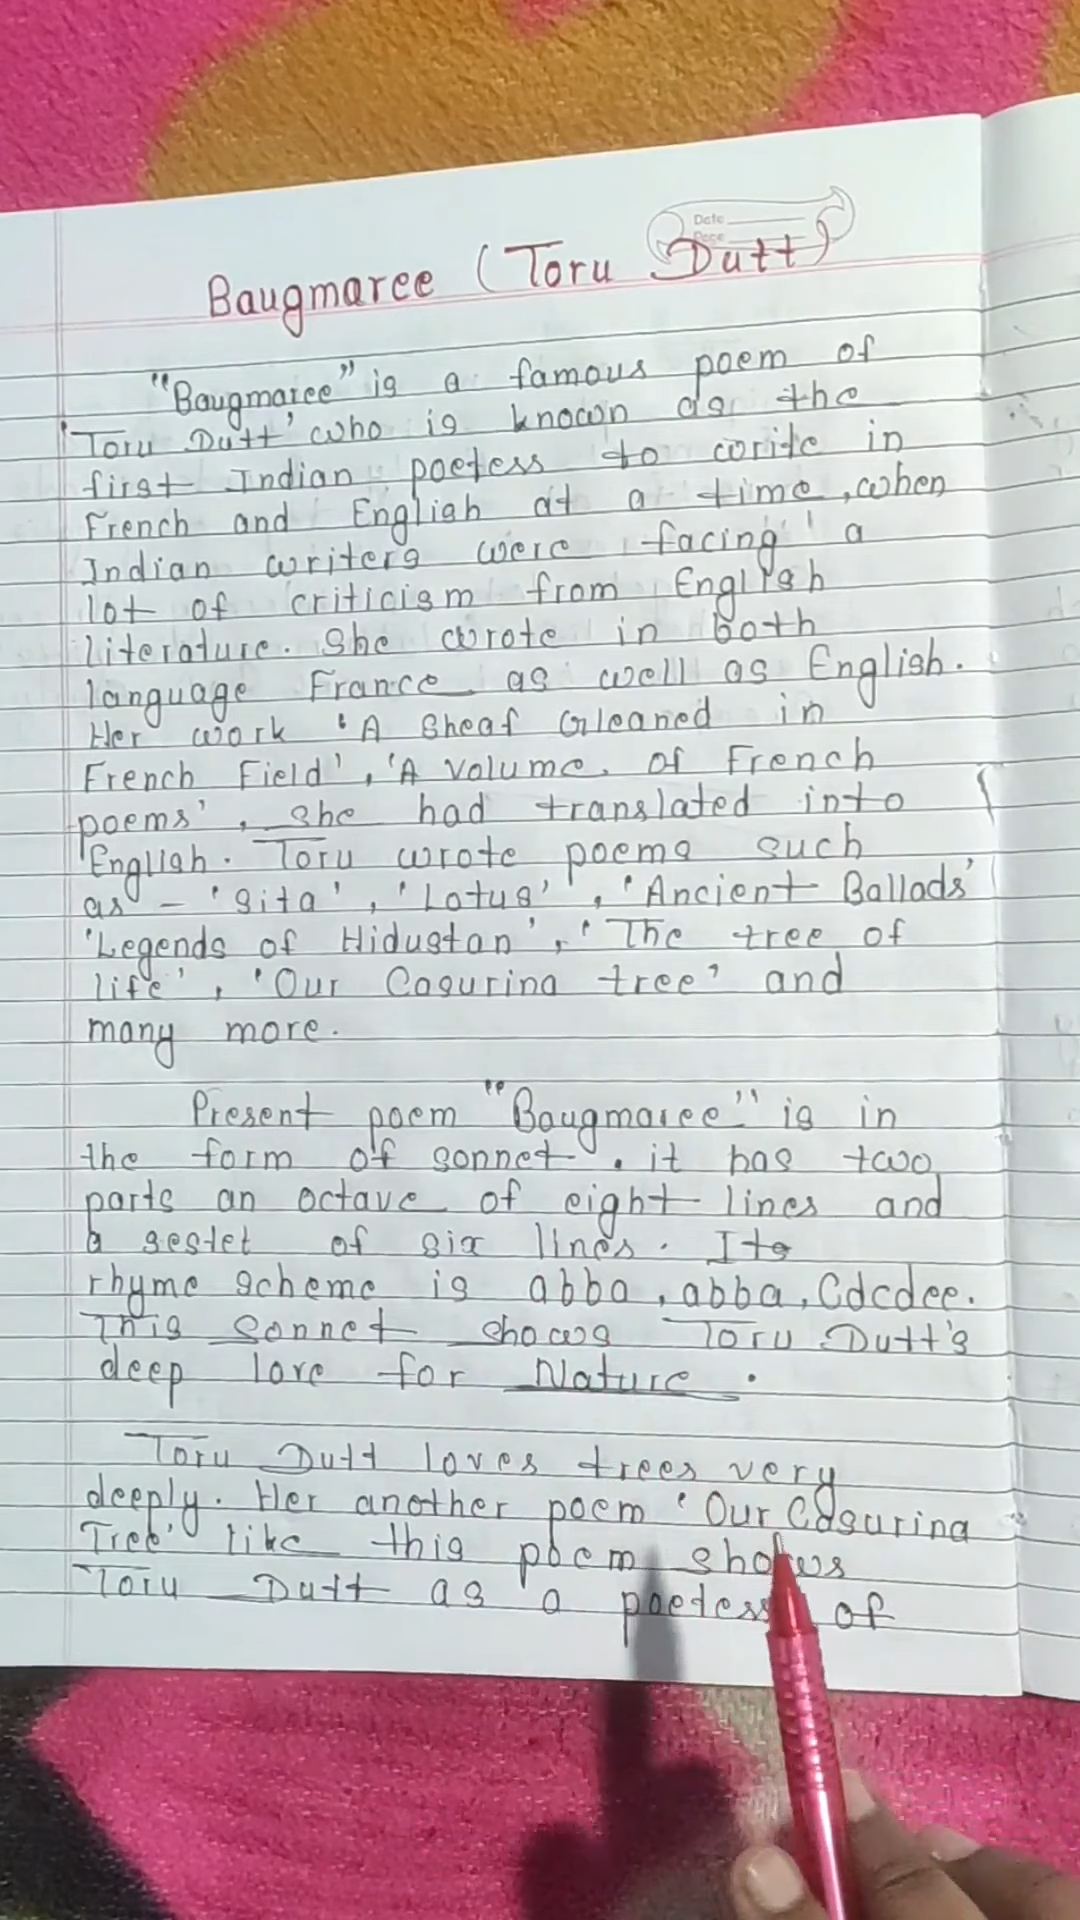 Date
Page
Baugmaree (Toru Dutt)
"Baugmaree" is a famous poem of
'Toru Dutt' who is known as the
first Indian poetess to write in
French and English at a time, when
Indian writers were facing a
lot of criticism from English
literature. She wrote in both
language France as well as English.
Her work 'A Sheaf Gleaned in
French Field', 'A Volume of French
poems', she had translated into
English. Toru wrote poems such
as - 'Sita', 'Lotus', 'Ancient Ballads'
'Legends of Hidustan', 'The tree of
life', 'Our Casurina tree' and
many more.
Present poem "Baugmaree" is in
the form of sonnet. it has two
parts an octave of eight lines and
a sestet of six lines. Its
rhyme scheme is abba, abba, Cdcdee.
This sonnet shows Toru Dutt's
deep love for Nature.
Toru Dutt loves trees very
deeply. Her another poem 'Our Casurina
Tree' like this poem shows
Toru Dutt as a poetess of